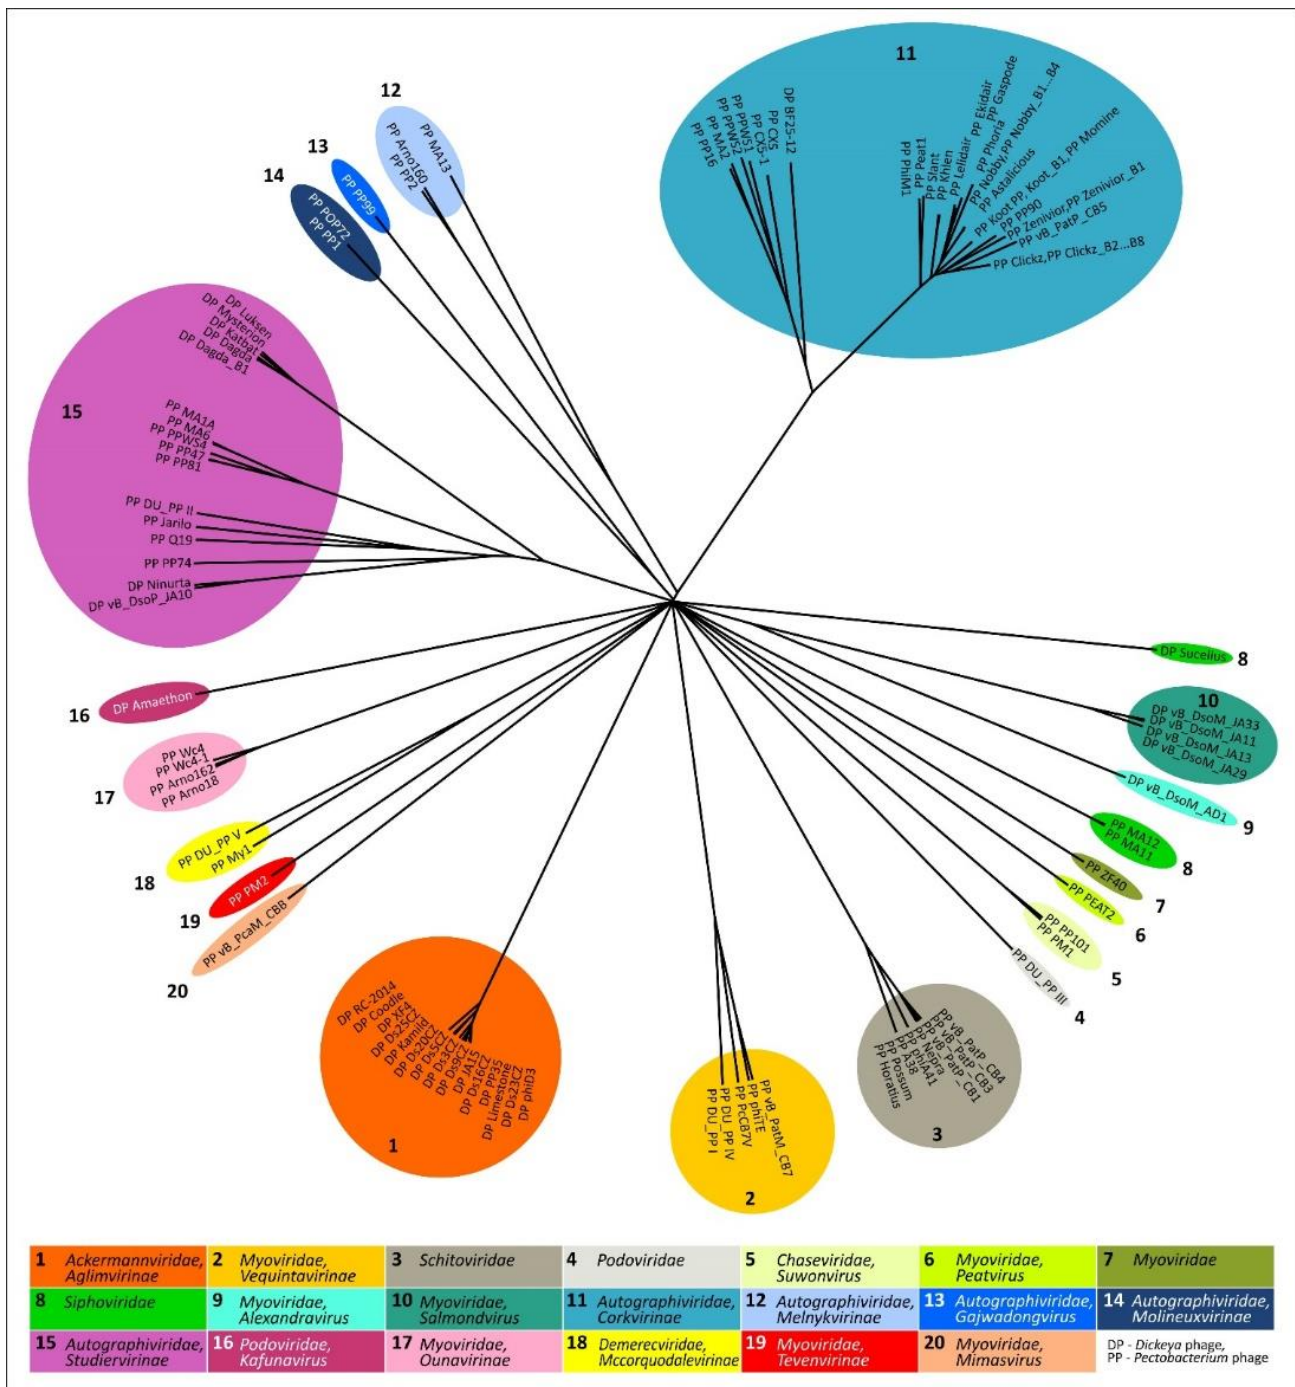 11
12
13
14
PP PP16
PP MA2
PP PPWS2
PP PPWS1
PP CX5-1
PP CX5
DP BF25-12
PP PhiM1
PP Peat1
PP Slant
PP Khlen
PP Lelidair
PP Ekidair
PP Phoria
PP Gaspode
PP Nobby,PP Nobby_B1...B4
PP Astalicious
PP Koot PP, Koot_B1,PP Momine
PP PP90
PP Zenivior,PP Zenivior_B1
PP vB_PatP_CB5
PP Clickz,PP Clickz_B2...B8
PP MA13
PP Arno160
PP PP2
PP PP99
PP POP72
PP PP1
15
DP Luksen
DP Mysterion
DP Katbat
DP Dagda
DP Dagda_B1
PP MA1A
PP MA6
PP PPWS4
PP PP47
PP PP81
PP DU_PP II
PP Jarilo
PP Q19
PP PP74
DP Ninurta
DP vB_DsoP_JA10
16
DP Amaethon
17
PP Wc4
PP Wc4-1
PP Arno162
PP Arno18
18
PP DU_PP V
PP My1
19
PP PM2
20
PP vB_PcaM_CBB
DP Sucellus
8
10
DP vB_DsoM_JA33
DP vB_DsoM_JA11
DP vB_DsoM_JA13
DP vB_DsoM_JA29
DP vB_DsoM_AD1
9
PP MA12
PP MA11
8
PP ZF40
7
PP PEAT2
6
PP PP101
PP PM1
5
PP DU_PP III
4
DP RC-2014
DP Coodle
DP XF4
DP Ds25CZ
DP Kamild
DP Ds20CZ
DP Ds5CZ
DP Ds3CZ
DP Ds9CZ
DP JA15
DP Ds16CZ
DP PP35
DP Limestone
DP Ds23CZ
DP phiD3
1
PP DU_PP I
PP DU_PP IV
PP PcCB7V
PP phiTE
PP vB_PatM_CB7
2
PP Horatius
PP Possum
PP A38
PP phiA41
PP Nepra
PP vB_PatP_CB1
PP vB_PatP_CB3
PP vB_PatP_CB4
3
1 Ackermannviridae, Aglimvirinae
2 Myoviridae, Vequintavirinae
3 Schitoviridae
4 Podoviridae
5 Chaseviridae, Suwonvirus
6 Myoviridae, Peatvirus
7 Myoviridae
8 Siphoviridae
9 Myoviridae, Alexandravirus
10 Myoviridae, Salmondvirus
11 Autographiviridae, Corkvirinae
12 Autographiviridae, Melnykvirinae
13 Autographiviridae, Gajwadongvirus
14 Autographiviridae, Molineuxvirinae
15 Autographiviridae, Studiervirinae
16 Podoviridae, Kafunavirus
17 Myoviridae, Ounavirinae
18 Demerecviridae, Mccorquodalevirinae
19 Myoviridae, Tevenvirinae
20 Myoviridae, Mimasvirus
DP - Dickeya phage,
PP - Pectobacterium phage